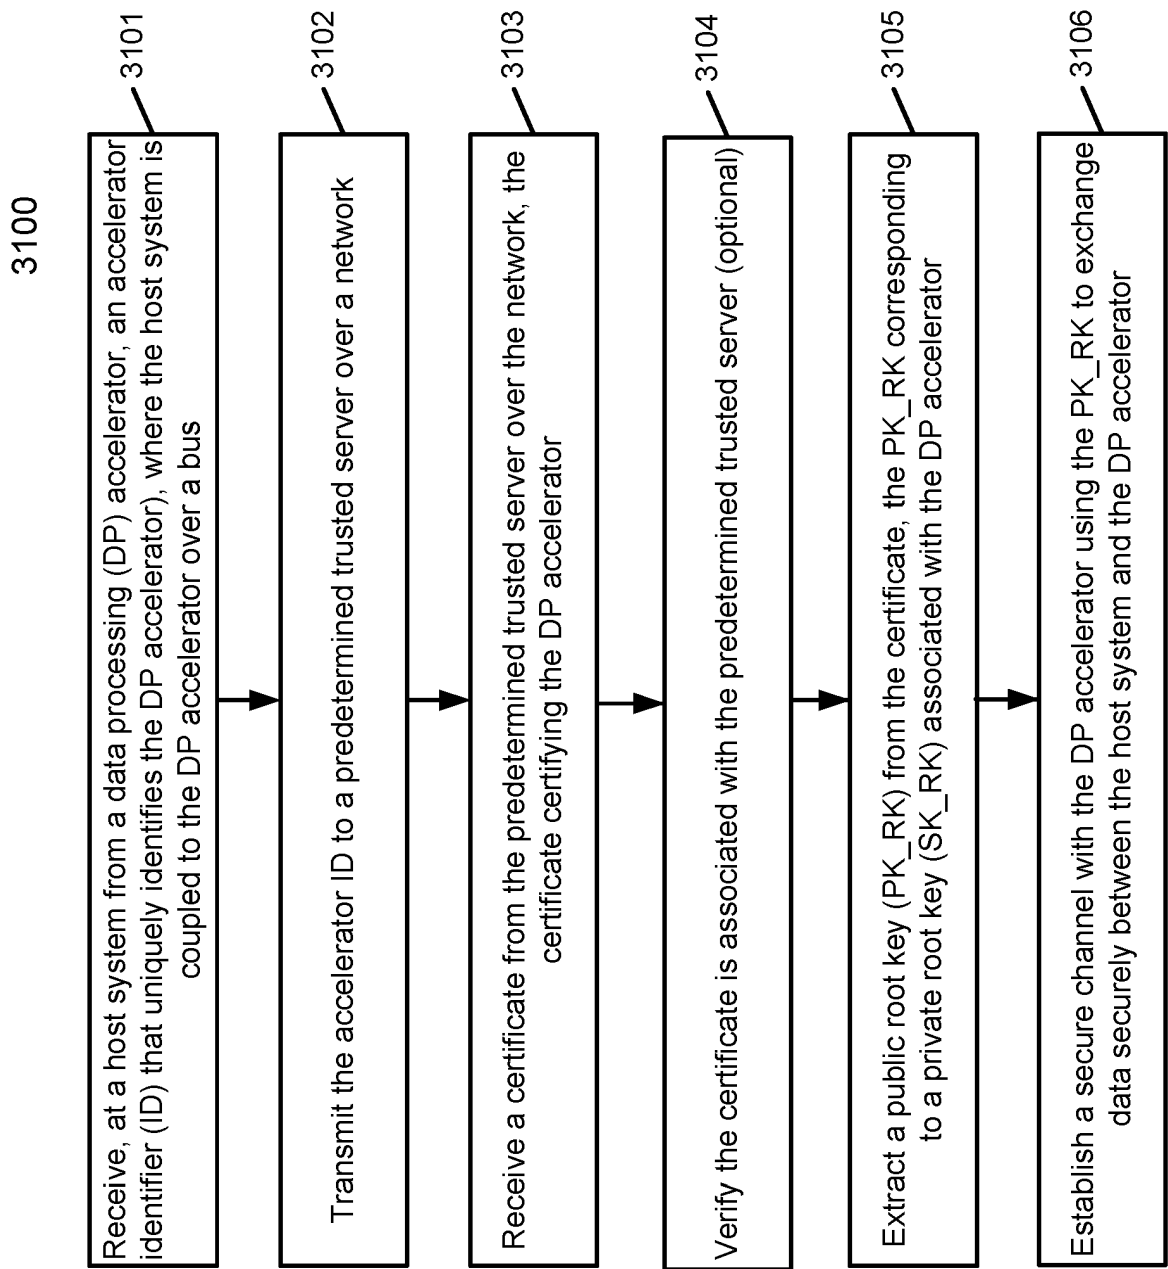 3100
3101
Receive, at a host system from a data processing (DP) accelerator, an accelerator
identifier (ID) that uniquely identifies the DP accelerator), where the host system is
coupled to the DP accelerator over a bus
3102
Transmit the accelerator ID to a predetermined trusted server over a network
3103
Receive a certificate from the predetermined trusted server over the network, the
certificate certifying the DP accelerator
3104
Verify the certificate is associated with the predetermined trusted server (optional)
3105
Extract a public root key (PK_RK) from the certificate, the PK_RK corresponding
to a private root key (SK_RK) associated with the DP accelerator
3106
Establish a secure channel with the DP accelerator using the PK_RK to exchange
data securely between the host system and the DP accelerator